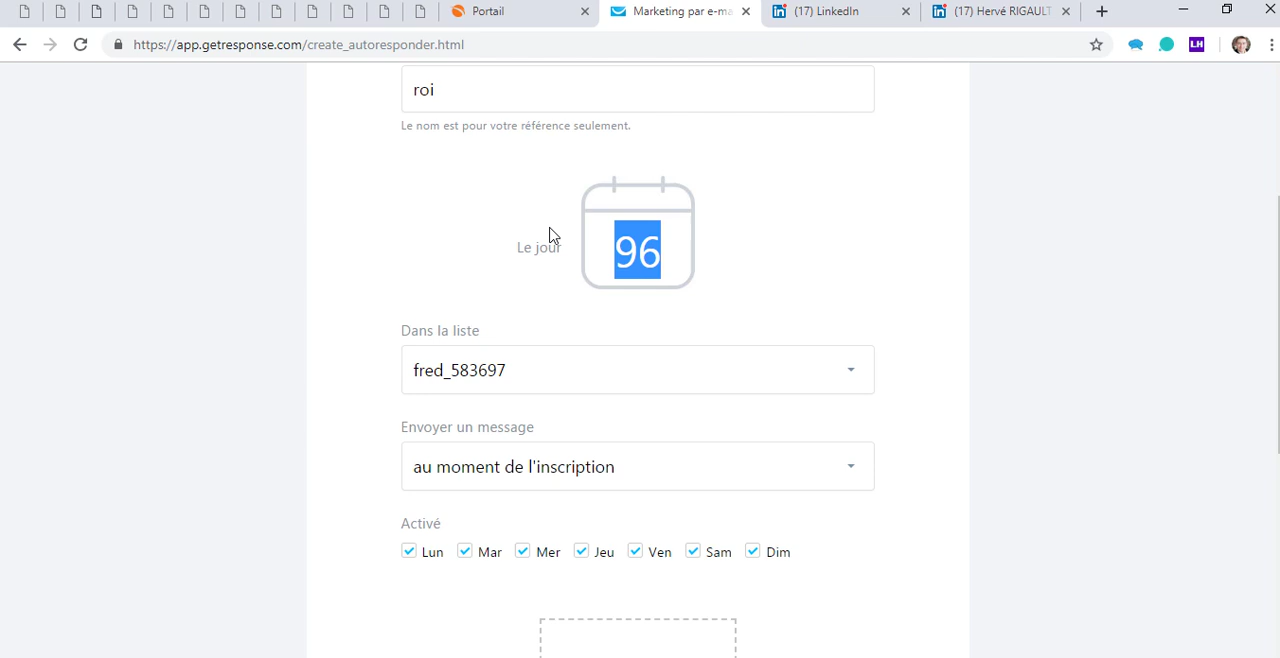 Portail
Marketing par e-ma
(17) LinkedIn
(17) Hervé RIGAULT
https://app.getresponse.com/create_autoresponder.html
LH
roi
Le nom est pour votre référence seulement.
Le jour
96
Dans la liste
fred_583697
Envoyer un message
au moment de l'inscription
Activé
Lun Mar Mer Jeu Ven Sam Dim